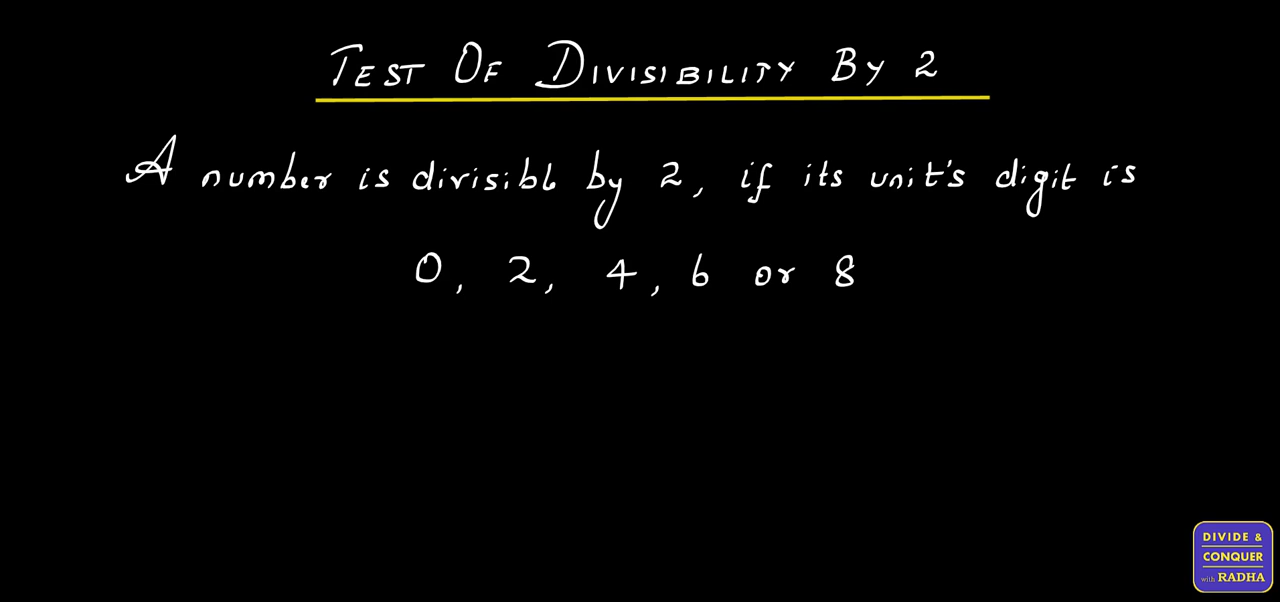 TEST OF DIVISIBILITY BY 2
A number is divisibl by 2, if its unit's digit is
0, 2, 4, 6 or 8
DIVIDE &
CONQUER
with RADHA